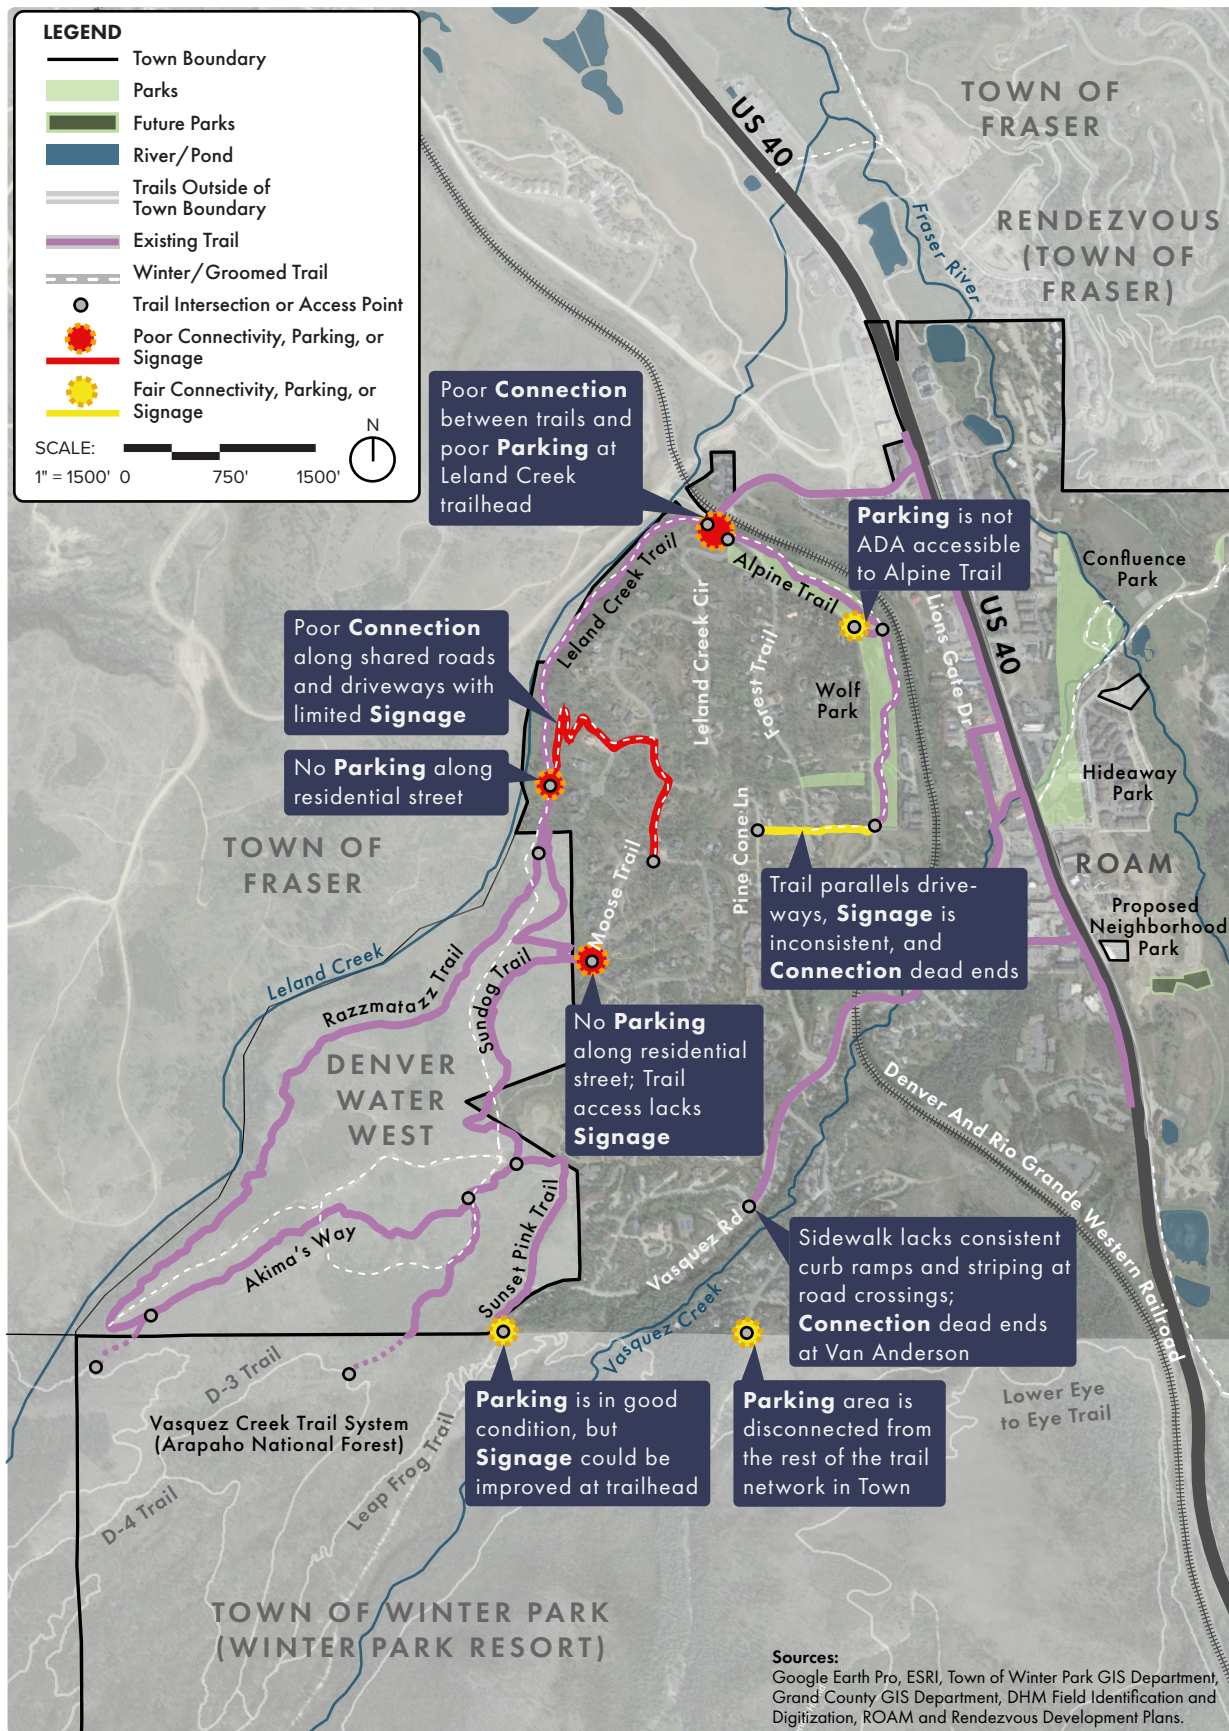 LEGEND
Town Boundary
Parks
Future Parks
River/Pond
Trails Outside of
Town Boundary
Existing Trail
Winter/Groomed Trail
Trail Intersection or Access Point
Poor Connectivity, Parking, or
Signage
Fair Connectivity, Parking, or
Signage
SCALE:
1" = 1500' 0 750' 1500'
N
TOWN OF
FRASER
US 40
Fraser River
RENDEZVOUS
(TOWN OF
FRASER)
Poor Connection
between trails and
poor Parking at
Leland Creek
trailhead
Parking is not
ADA accessible
to Alpine Trail
Confluence
Park
Leland Creek Trail
Alpine Trail
Leland Creek Cir
Forest Trail
Lions Gate Dr
US 40
Poor Connection
along shared roads
and driveways with
limited Signage
Wolf
Park
No Parking along
residential street
Hideaway
Park
TOWN OF
FRASER
Moose Trail
Pine Cone Ln
ROAM
Trail parallels drive-
ways, Signage is
inconsistent, and
Connection dead ends
Proposed
Neighborhood
Park
Leland Creek
Razzmatazz Trail
Sundog Trail
No Parking
along residential
street; Trail
access lacks
Signage
DENVER
WATER
WEST
Denver And Rio Grande Western Railroad
Akima's Way
Sunset Pink Trail
Vasquez Rd
Vasquez Creek
Sidewalk lacks consistent
curb ramps and striping at
road crossings;
Connection dead ends
at Van Anderson
D-3 Trail
Vasquez Creek Trail System
(Arapaho National Forest)
Leap Frog Trail
D-4 Trail
Parking is in good
condition, but
Signage could be
improved at trailhead
Parking area is
disconnected from
the rest of the trail
network in Town
Lower Eye
to Eye Trail
TOWN OF WINTER PARK
(WINTER PARK RESORT)
Sources:
Google Earth Pro, ESRI, Town of Winter Park GIS Department,
Grand County GIS Department, DHM Field Identification and
Digitization, ROAM and Rendezvous Development Plans.